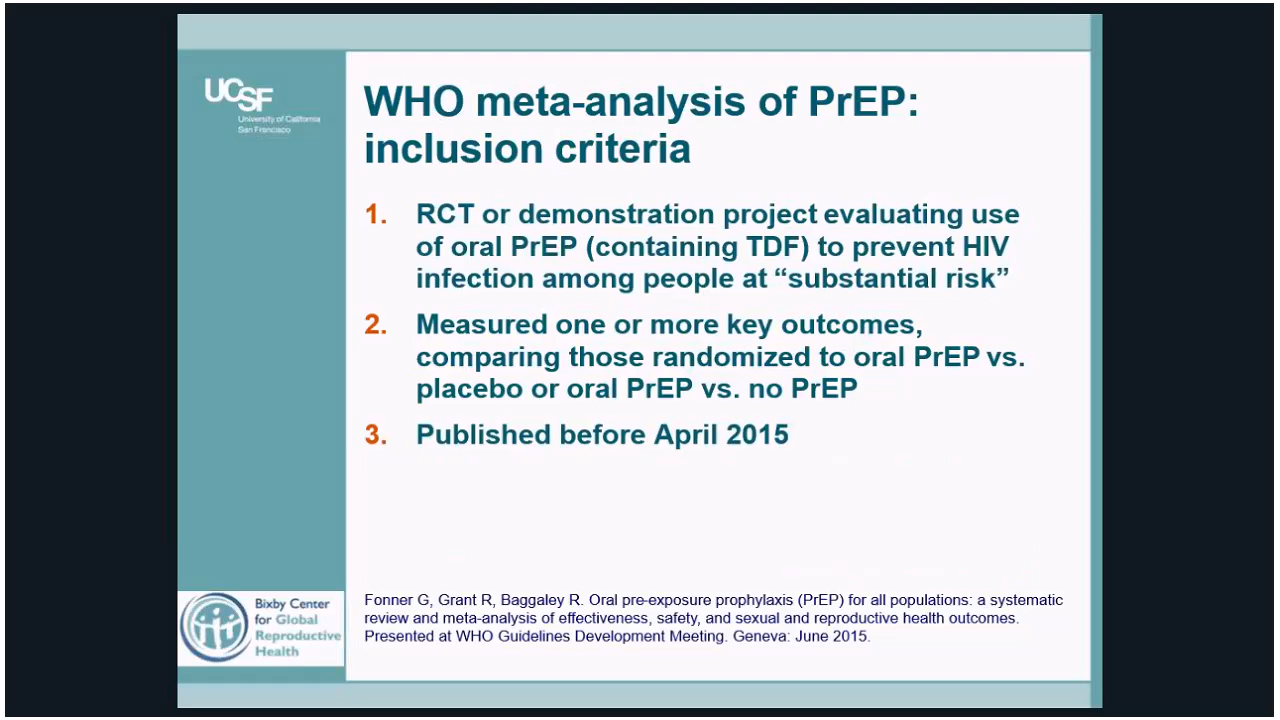 UCSF
University of California
San Francisco
WHO meta-analysis of PrEP:
inclusion criteria
1. RCT or demonstration project evaluating use
of oral PrEP (containing TDF) to prevent HIV
infection among people at “substantial risk”
2. Measured one or more key outcomes,
comparing those randomized to oral PrEP vs.
placebo or oral PrEP vs. no PrEP
3. Published before April 2015
Fonner G, Grant R, Baggaley R. Oral pre-exposure prophylaxis (PrEP) for all populations: a systematic
review and meta-analysis of effectiveness, safety, and sexual and reproductive health outcomes.
Presented at WHO Guidelines Development Meeting. Geneva: June 2015.
Bixby Center
for Global
Reproductive
Health